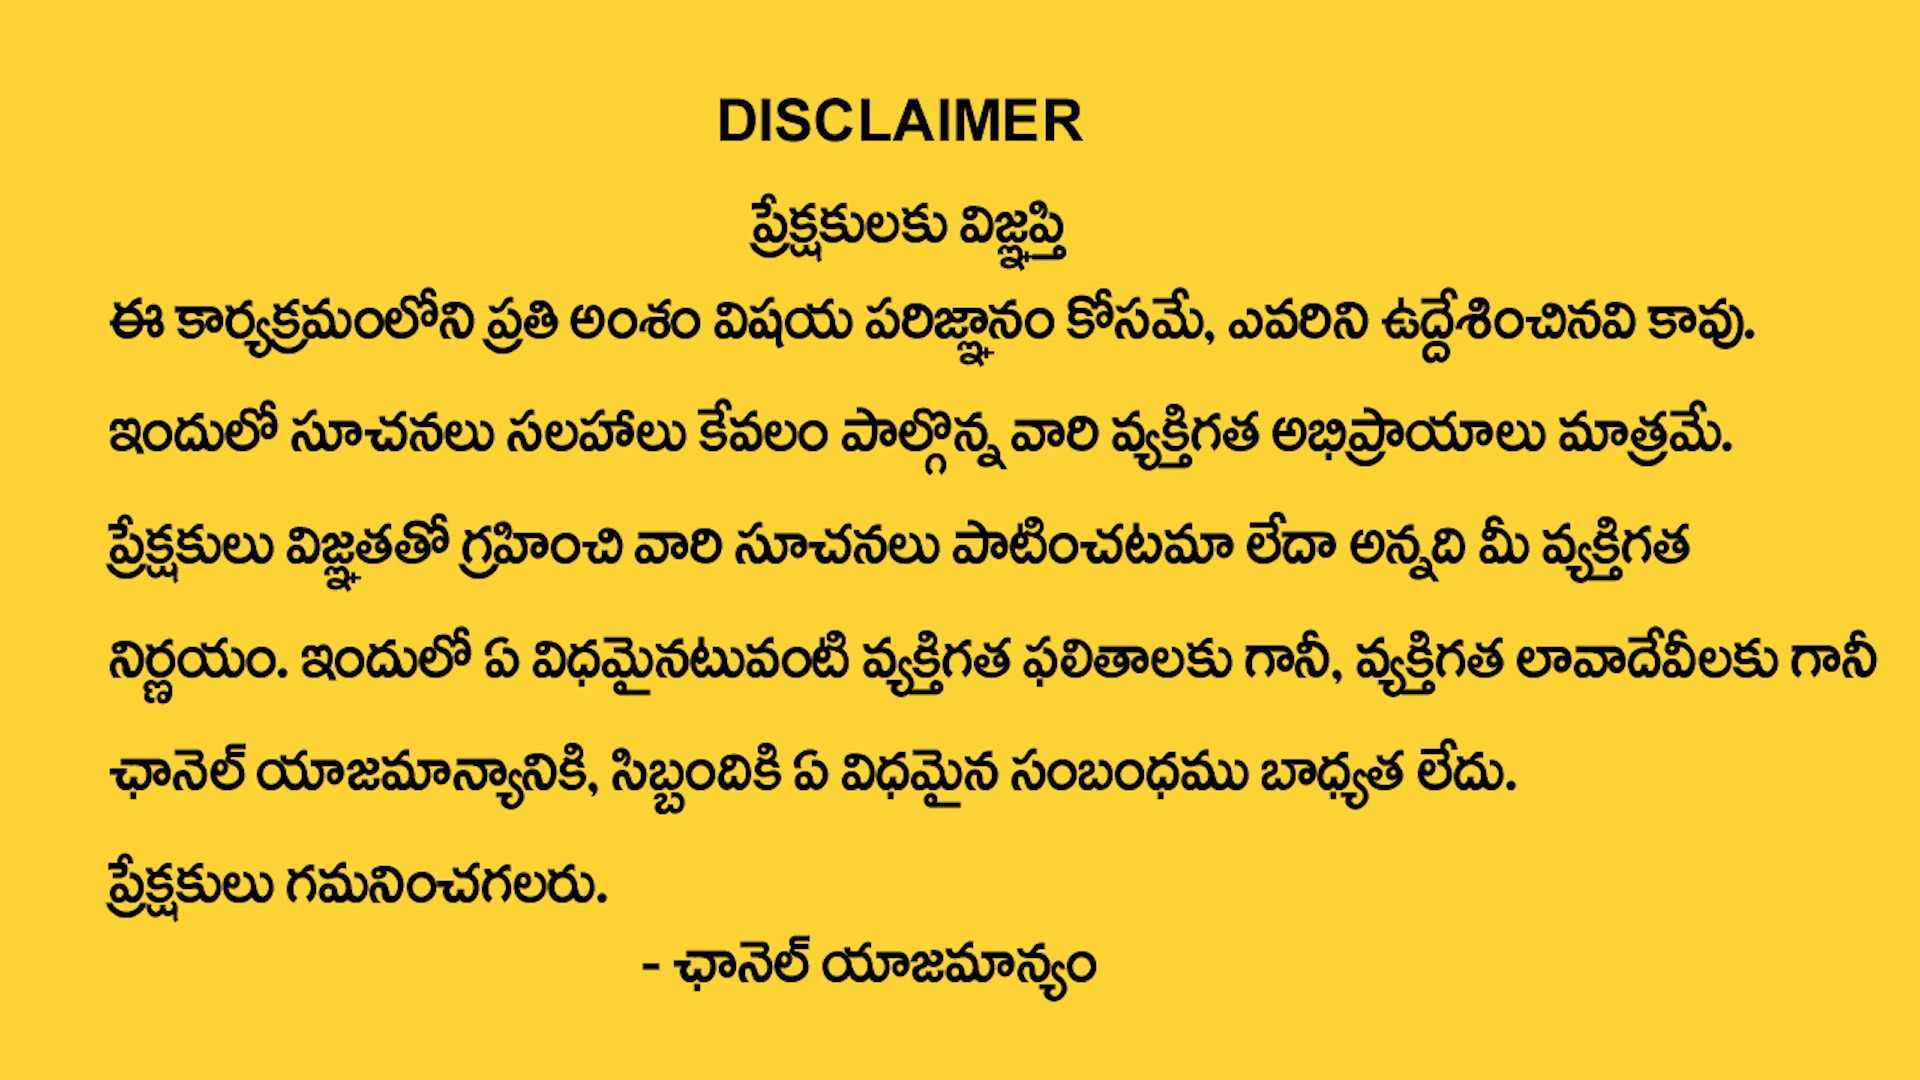 DISCLAIMER
ప్రేక్షకులకు విజ్ఞప్తి
ఈ కార్యక్రమంలోని ప్రతి అంశం విషయ పరిజ్ఞానం కోసమే, ఎవరిని ఉద్దేశించినవి కావు.
ఇందులో సూచనలు సలహాలు కేవలం పాల్గొన్న వారి వ్యక్తిగత అభిప్రాయాలు మాత్రమే.
ప్రేక్షకులు విజ్ఞతతో గ్రహించి వారి సూచనలు పాటించటమా లేదా అన్నది మీ వ్యక్తిగత
నిర్ణయం. ఇందులో ఏ విధమైనటువంటి వ్యక్తిగత ఫలితాలకు గానీ, వ్యక్తిగత లావాదేవీలకు గానీ
ఛానెల్ యాజమాన్యానికి, సిబ్బందికి ఏ విధమైన సంబంధము బాధ్యత లేదు.
ప్రేక్షకులు గమనించగలరు.
- ఛానెల్ యాజమాన్యం